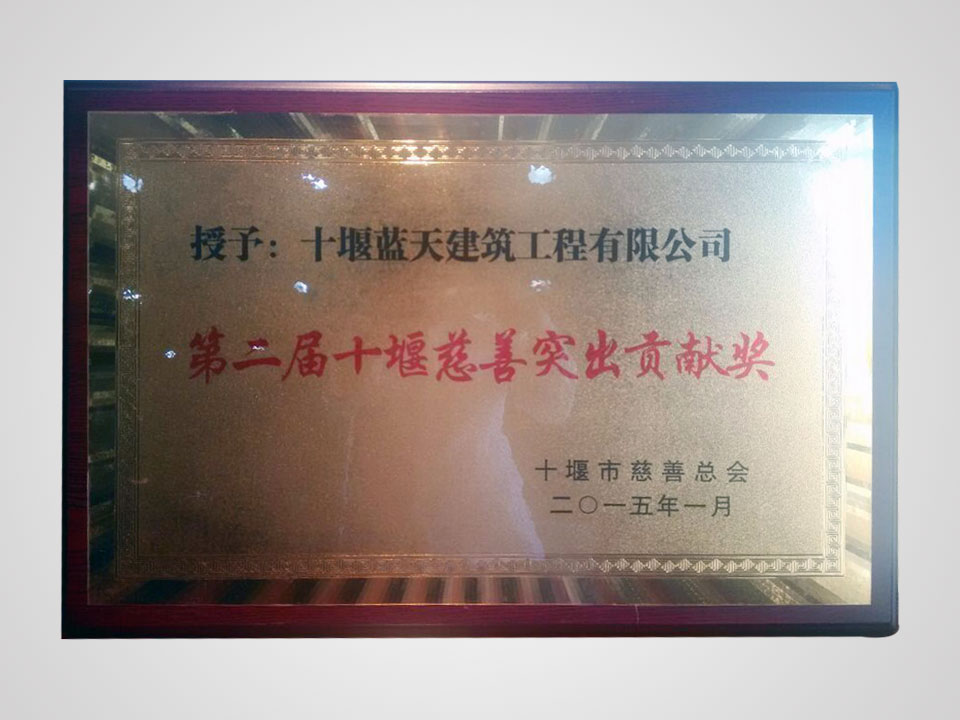 授予：十堰蓝天建筑工程有限公司
第二届十堰慈善突出贡献奖
十堰市慈善总会
二〇一五年一月